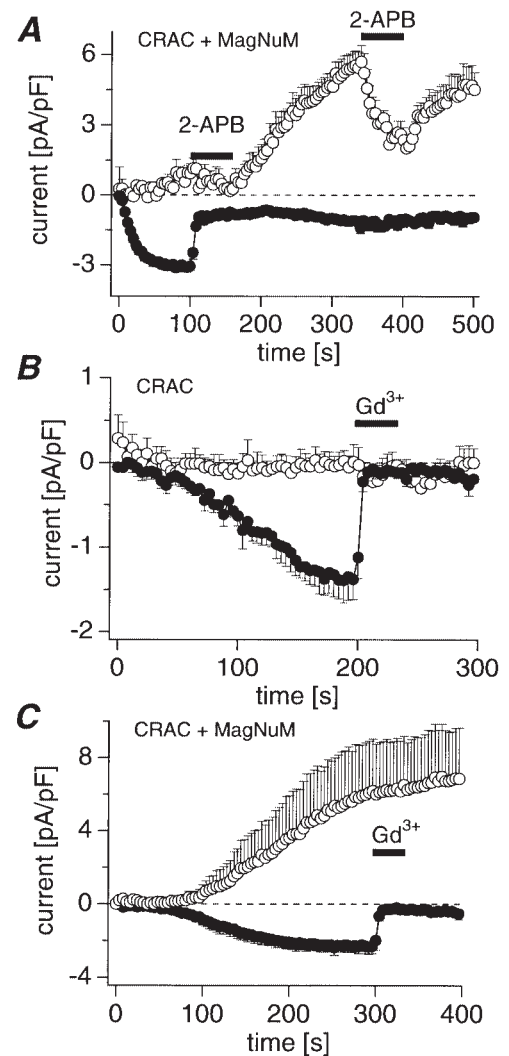 A
CRAC + MagNuM
2-APB
2-APB
6
3
0
-3
current [pA/pF]
0 100 200 300 400 500
time [s]
B
CRAC
Gd3+
1
0
-1
-2
current [pA/pF]
0 100 200 300
time [s]
C
CRAC + MagNuM
Gd3+
8
4
0
-4
current [pA/pF]
0 100 200 300 400
time [s]